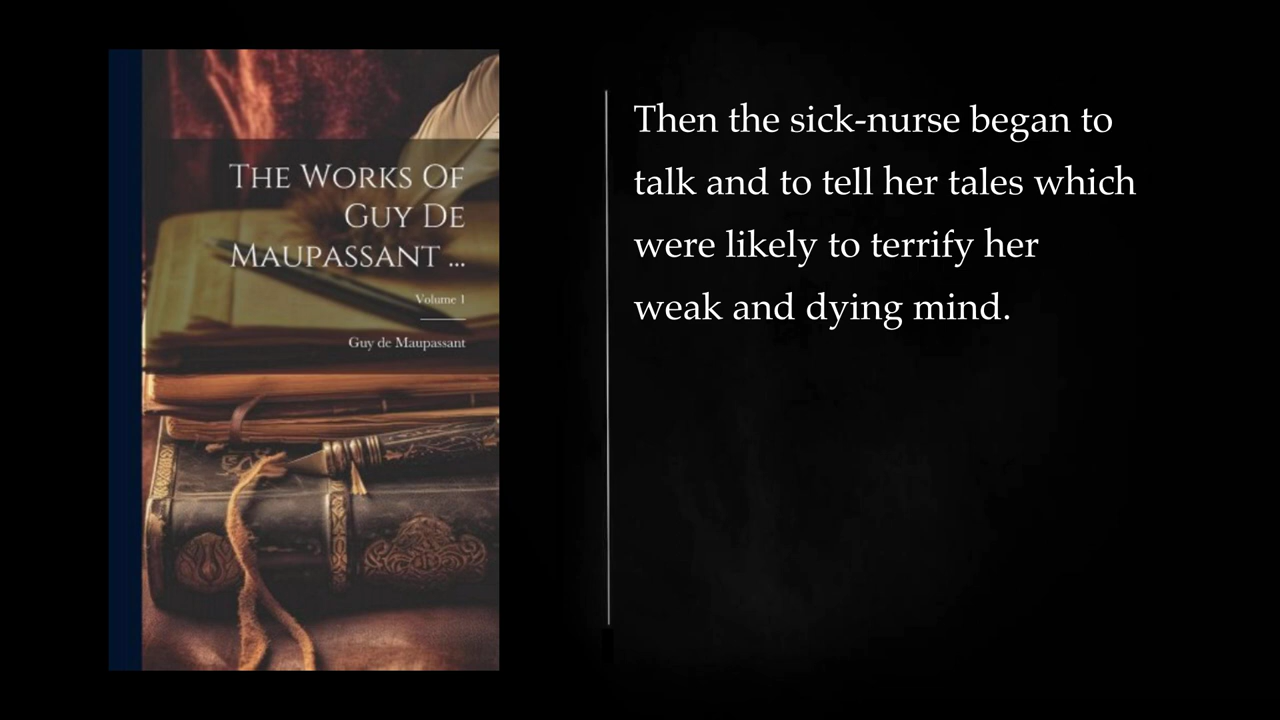 THE WORKS OF
GUY DE
MAUPASSANT ...
Volume 1
Guy de Maupassant
Then the sick-nurse began to
talk and to tell her tales which
were likely to terrify her
weak and dying mind.